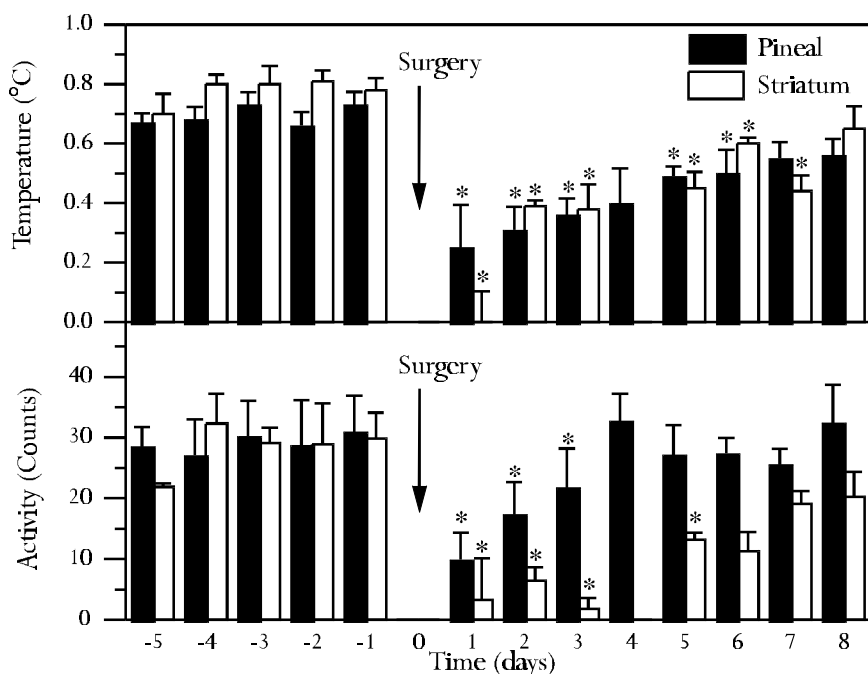 1.0
0.8
0.6
0.4
0.2
0.0
Temperature (°C)
Surgery
Pineal
Striatum
* * * * * * * * * * * *
* *
40
30
20
10
0
Activity (Counts)
Surgery
* * * * * * *
-5 -4 -3 -2 -1 0 1 2 3 4 5 6 7 8
Time (days)